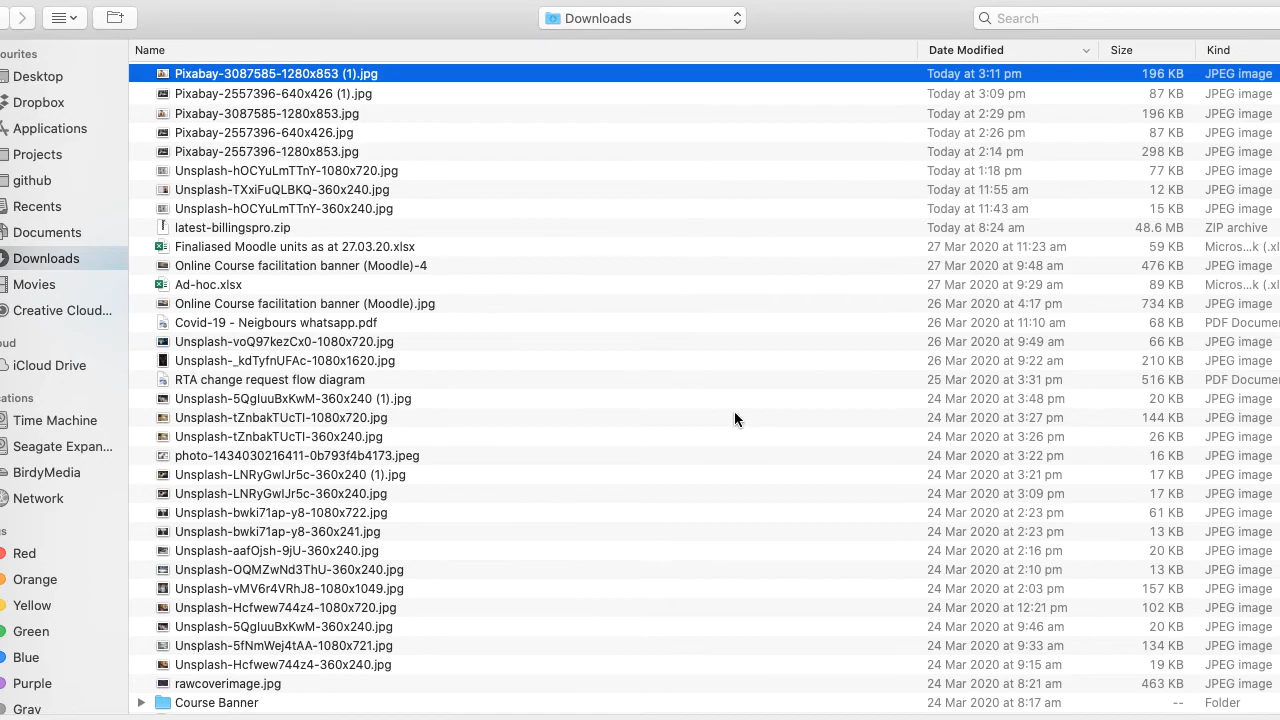 Downloads
Search
ourites
Desktop
Dropbox
Applications
Projects
github
Recents
Documents
Downloads
Movies
Creative Cloud...
oud
iCloud Drive
cations
Time Machine
Seagate Expan...
BirdyMedia
Network
gs
Red
Orange
Yellow
Green
Blue
Purple
Gray
Name Date Modified Size Kind
Pixabay-3087585-1280x853 (1).jpg Today at 3:11 pm 196 KB JPEG image
Pixabay-2557396-640x426 (1).jpg Today at 3:09 pm 87 KB JPEG image
Pixabay-3087585-1280x853.jpg Today at 2:29 pm 196 KB JPEG image
Pixabay-2557396-640x426.jpg Today at 2:26 pm 87 KB JPEG image
Pixabay-2557396-1280x853.jpg Today at 2:14 pm 298 KB JPEG image
Unsplash-hOCYuLmTTnY-1080x720.jpg Today at 1:18 pm 77 KB JPEG image
Unsplash-TXxiFuQLBKQ-360x240.jpg Today at 11:55 am 12 KB JPEG image
Unsplash-hOCYuLmTTnY-360x240.jpg Today at 11:43 am 15 KB JPEG image
latest-billingspro.zip Today at 8:24 am 48.6 MB ZIP archive
Finaliased Moodle units as at 27.03.20.xlsx 27 Mar 2020 at 11:23 am 59 KB Micros...k (.xl
Online Course facilitation banner (Moodle)-4 27 Mar 2020 at 9:48 am 476 KB JPEG image
Ad-hoc.xlsx 27 Mar 2020 at 9:29 am 89 KB Micros...k (.xl
Online Course facilitation banner (Moodle).jpg 26 Mar 2020 at 4:17 pm 734 KB JPEG image
Covid-19 - Neigbours whatsapp.pdf 26 Mar 2020 at 11:10 am 68 KB PDF Docume
Unsplash-voQ97kezCx0-1080x720.jpg 26 Mar 2020 at 9:49 am 66 KB JPEG image
Unsplash-_kdTyfnUFAc-1080x1620.jpg 26 Mar 2020 at 9:22 am 210 KB JPEG image
RTA change request flow diagram 25 Mar 2020 at 3:31 pm 516 KB PDF Docume
Unsplash-5QgIuuBxKwM-360x240 (1).jpg 24 Mar 2020 at 3:48 pm 20 KB JPEG image
Unsplash-tZnbakTUcTI-1080x720.jpg 24 Mar 2020 at 3:27 pm 144 KB JPEG image
Unsplash-tZnbakTUcTI-360x240.jpg 24 Mar 2020 at 3:26 pm 26 KB JPEG image
photo-1434030216411-0b793f4b4173.jpeg 24 Mar 2020 at 3:22 pm 16 KB JPEG image
Unsplash-LNRyGwIJr5c-360x240 (1).jpg 24 Mar 2020 at 3:21 pm 17 KB JPEG image
Unsplash-LNRyGwIJr5c-360x240.jpg 24 Mar 2020 at 3:09 pm 17 KB JPEG image
Unsplash-bwki71ap-y8-1080x722.jpg 24 Mar 2020 at 2:23 pm 61 KB JPEG image
Unsplash-bwki71ap-y8-360x241.jpg 24 Mar 2020 at 2:23 pm 13 KB JPEG image
Unsplash-aafOjsh-9jU-360x240.jpg 24 Mar 2020 at 2:16 pm 20 KB JPEG image
Unsplash-OQMZwNd3ThU-360x240.jpg 24 Mar 2020 at 2:10 pm 13 KB JPEG image
Unsplash-vMV6r4VRhJ8-1080x1049.jpg 24 Mar 2020 at 2:03 pm 157 KB JPEG image
Unsplash-Hcfwew744z4-1080x720.jpg 24 Mar 2020 at 12:21 pm 102 KB JPEG image
Unsplash-5QgIuuBxKwM-360x240.jpg 24 Mar 2020 at 9:46 am 20 KB JPEG image
Unsplash-5fNmWej4tAA-1080x721.jpg 24 Mar 2020 at 9:33 am 134 KB JPEG image
Unsplash-Hcfwew744z4-360x240.jpg 24 Mar 2020 at 9:15 am 19 KB JPEG image
rawcoverimage.jpg 24 Mar 2020 at 8:21 am 463 KB JPEG image
Course Banner 24 Mar 2020 at 8:17 am -- Folder